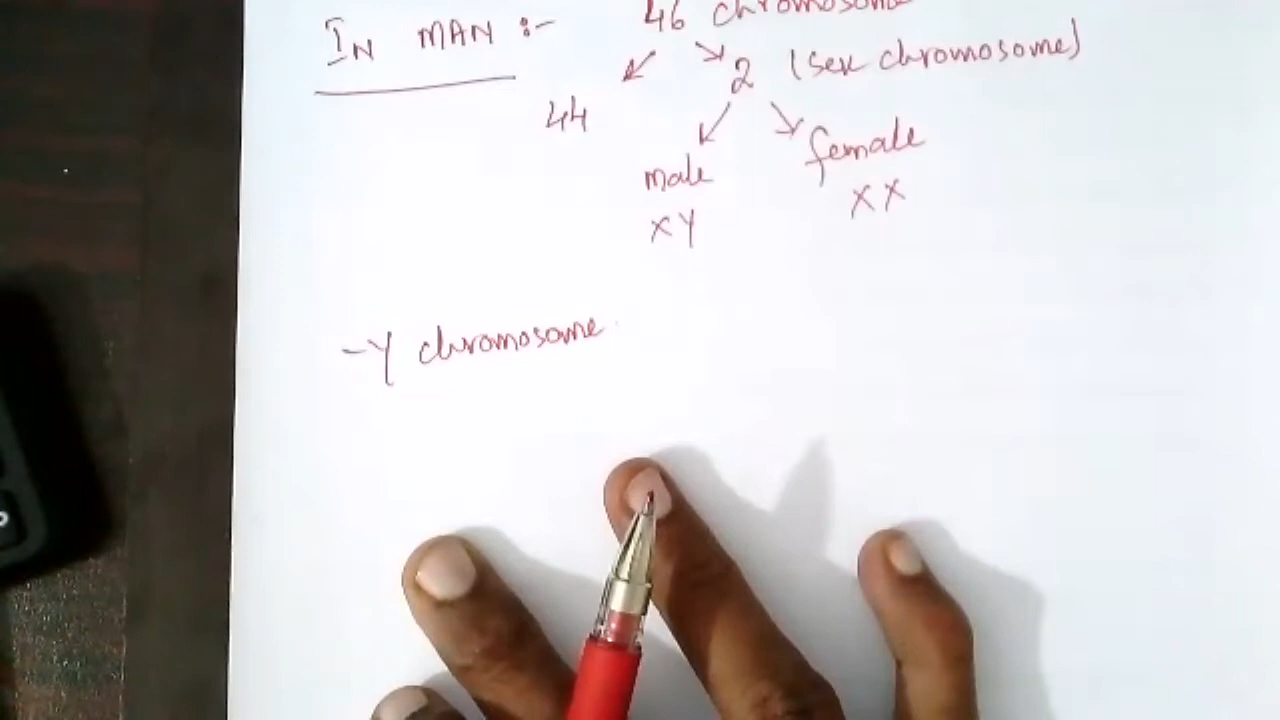 IN MAN :- 46 chromosome
44 2 (sex chromosome)
male female
XY XX
-Y chromosome